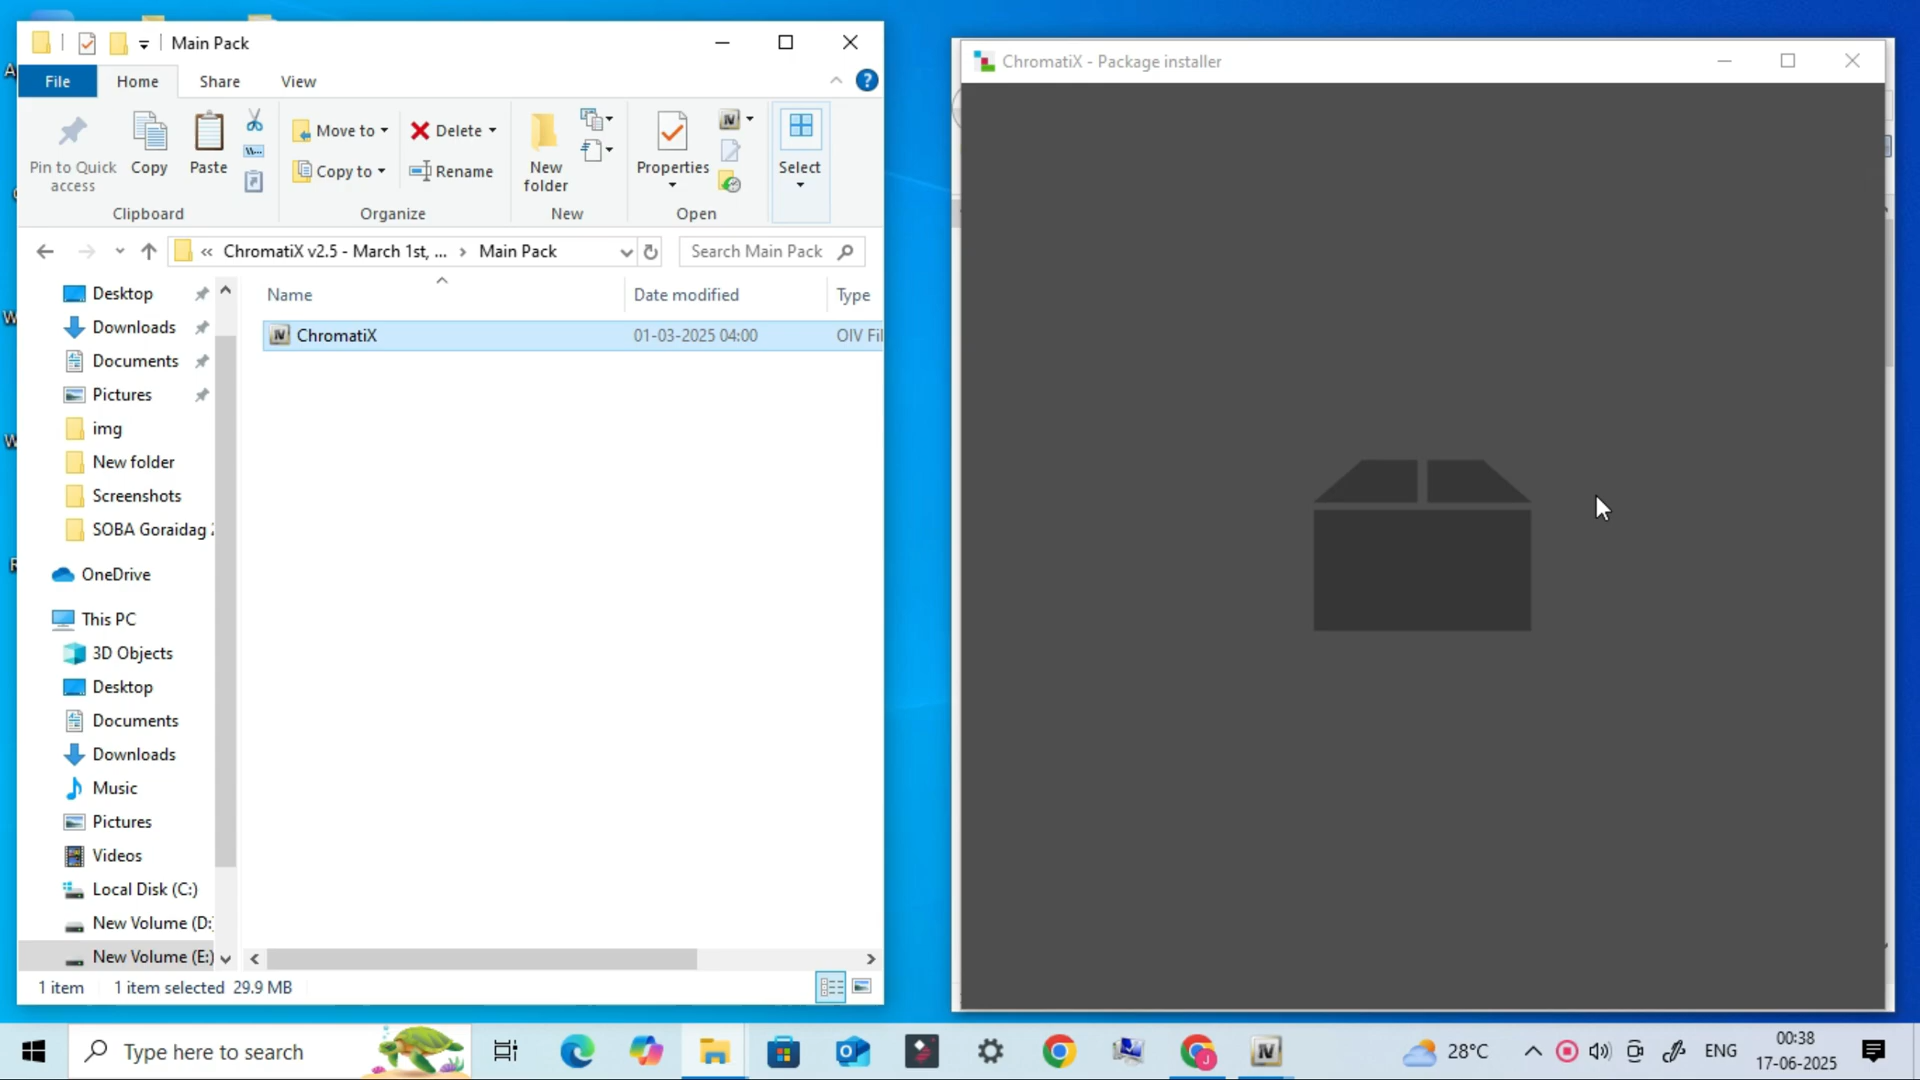 Main Pack
File Home Share View
Pin to Quick access
Copy
Paste
Move to
Copy to
Delete
Rename
New folder
Properties
Select
Clipboard Organize New Open
« ChromatiX v2.5 - March 1st, ... › Main Pack
Search Main Pack
Name Date modified Type
ChromatiX 01-03-2025 04:00 OIV Fil
Desktop
Downloads
Documents
Pictures
img
New folder
Screenshots
SOBA Goraidag
OneDrive
This PC
3D Objects
Desktop
Documents
Downloads
Music
Pictures
Videos
Local Disk (C:)
New Volume (D:
New Volume (E:)
1 item 1 item selected 29.9 MB
ChromatiX - Package installer
Type here to search
28°C
ENG
00:38
17-06-2025